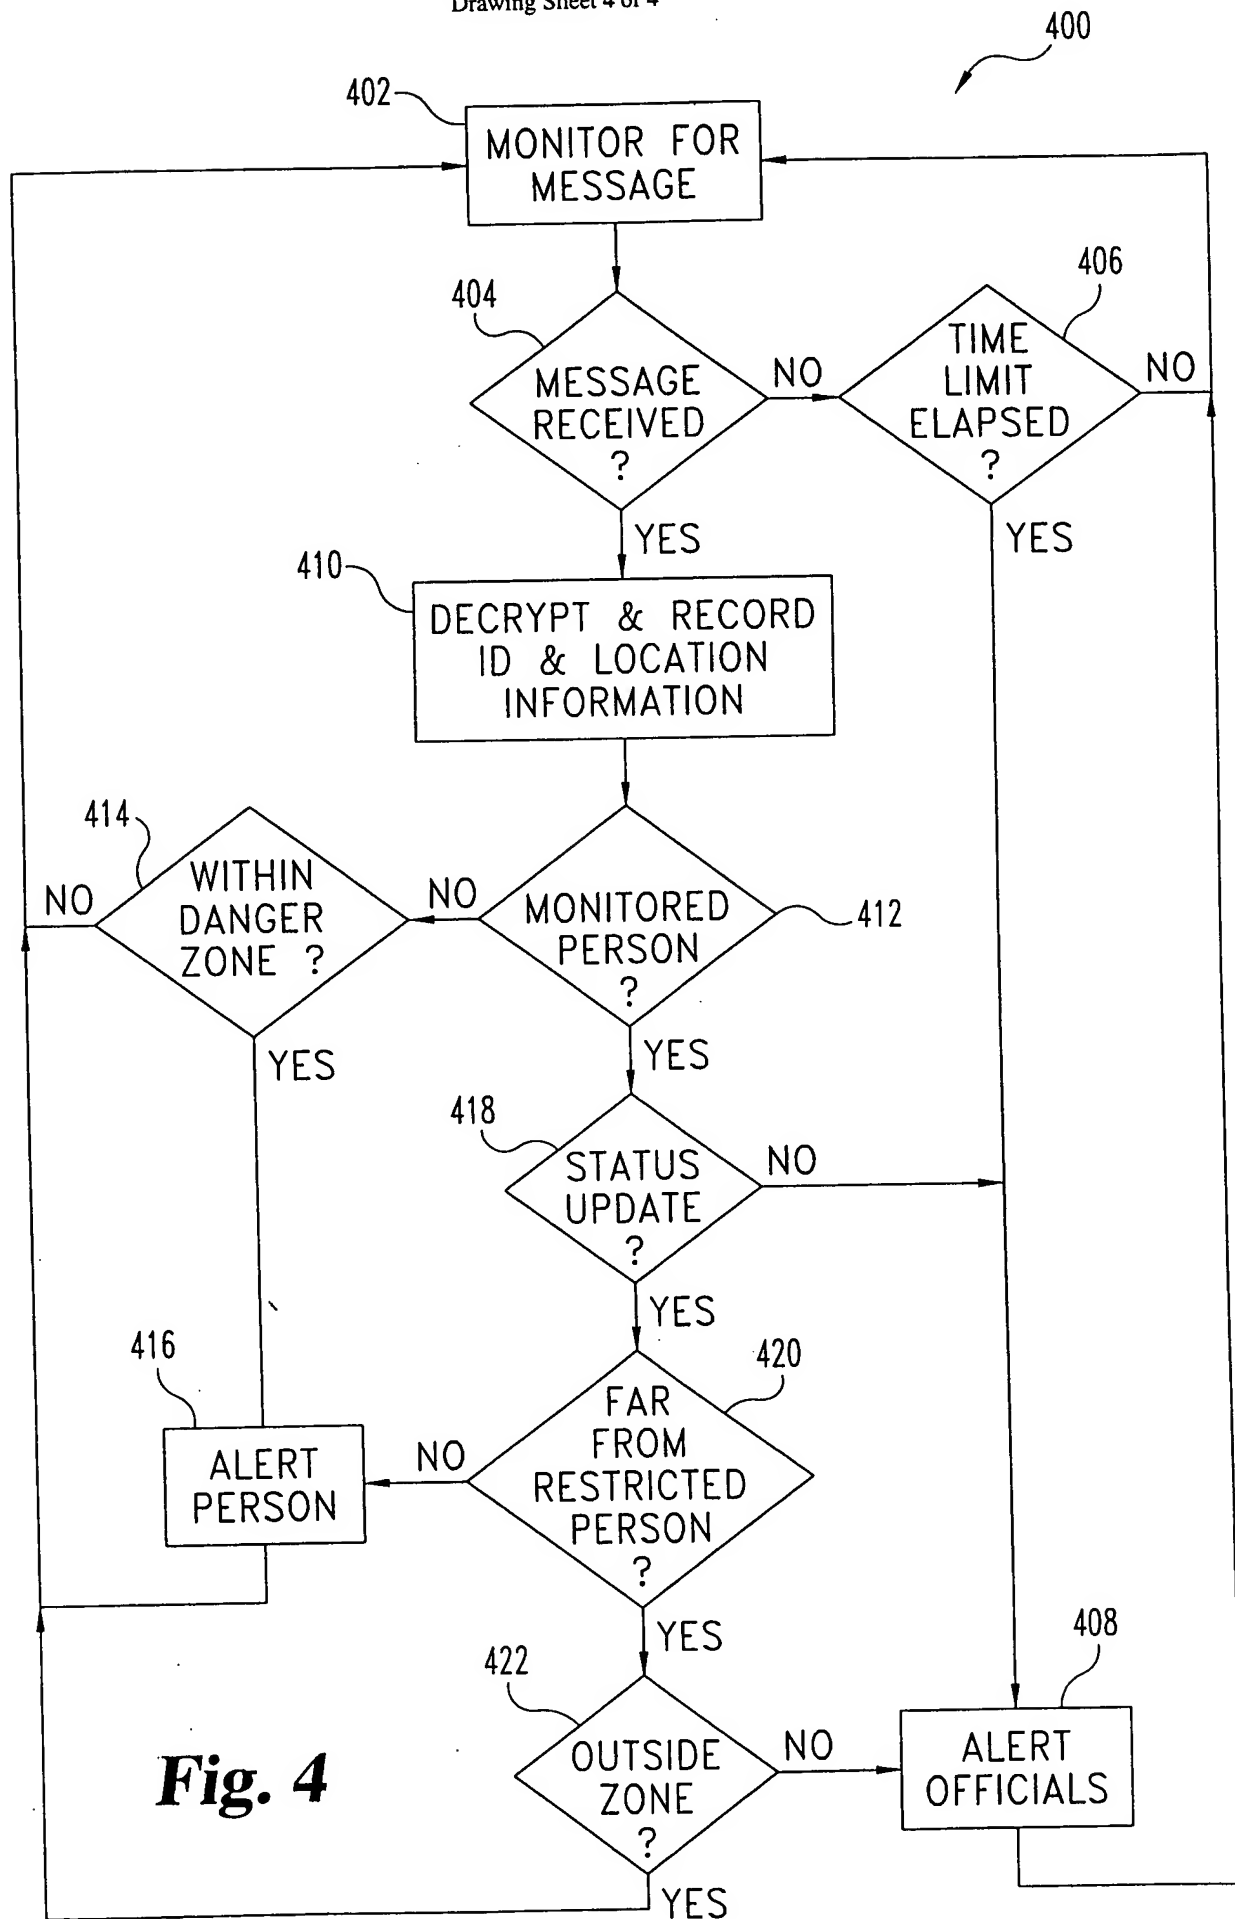 Drawing Sheet 4 of 4
400
402
MONITOR FOR
MESSAGE
404
MESSAGE
RECEIVED
?
NO
406
TIME
LIMIT
ELAPSED
?
NO
YES
YES
410
DECRYPT & RECORD
ID & LOCATION
INFORMATION
414
WITHIN
DANGER
ZONE ?
NO
NO
MONITORED
PERSON
?
412
YES
YES
418
STATUS
UPDATE
?
NO
YES
416
ALERT
PERSON
NO
420
FAR
FROM
RESTRICTED
PERSON
?
YES
422
OUTSIDE
ZONE
?
NO
408
ALERT
OFFICIALS
YES
Fig. 4